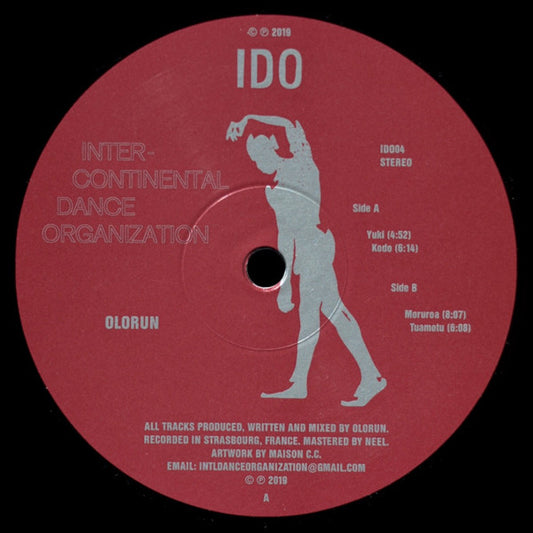 © ℗ 2019
IDO
INTER-
CONTINENTAL
DANCE
ORGANIZATION
IDO04
STEREO
Side A
Yuki (4:52)
Kodo (6:14)
Side B
Moruroa (8:07)
Tuamotu (6:08)
OLORUN
ALL TRACKS PRODUCED, WRITTEN AND MIXED BY OLORUN.
RECORDED IN STRASBOURG, FRANCE. MASTERED BY NEEL.
ARTWORK BY MAISON C.C.
EMAIL: INTLDANCEORGANIZATION@GMAIL.COM
© ℗ 2019
A